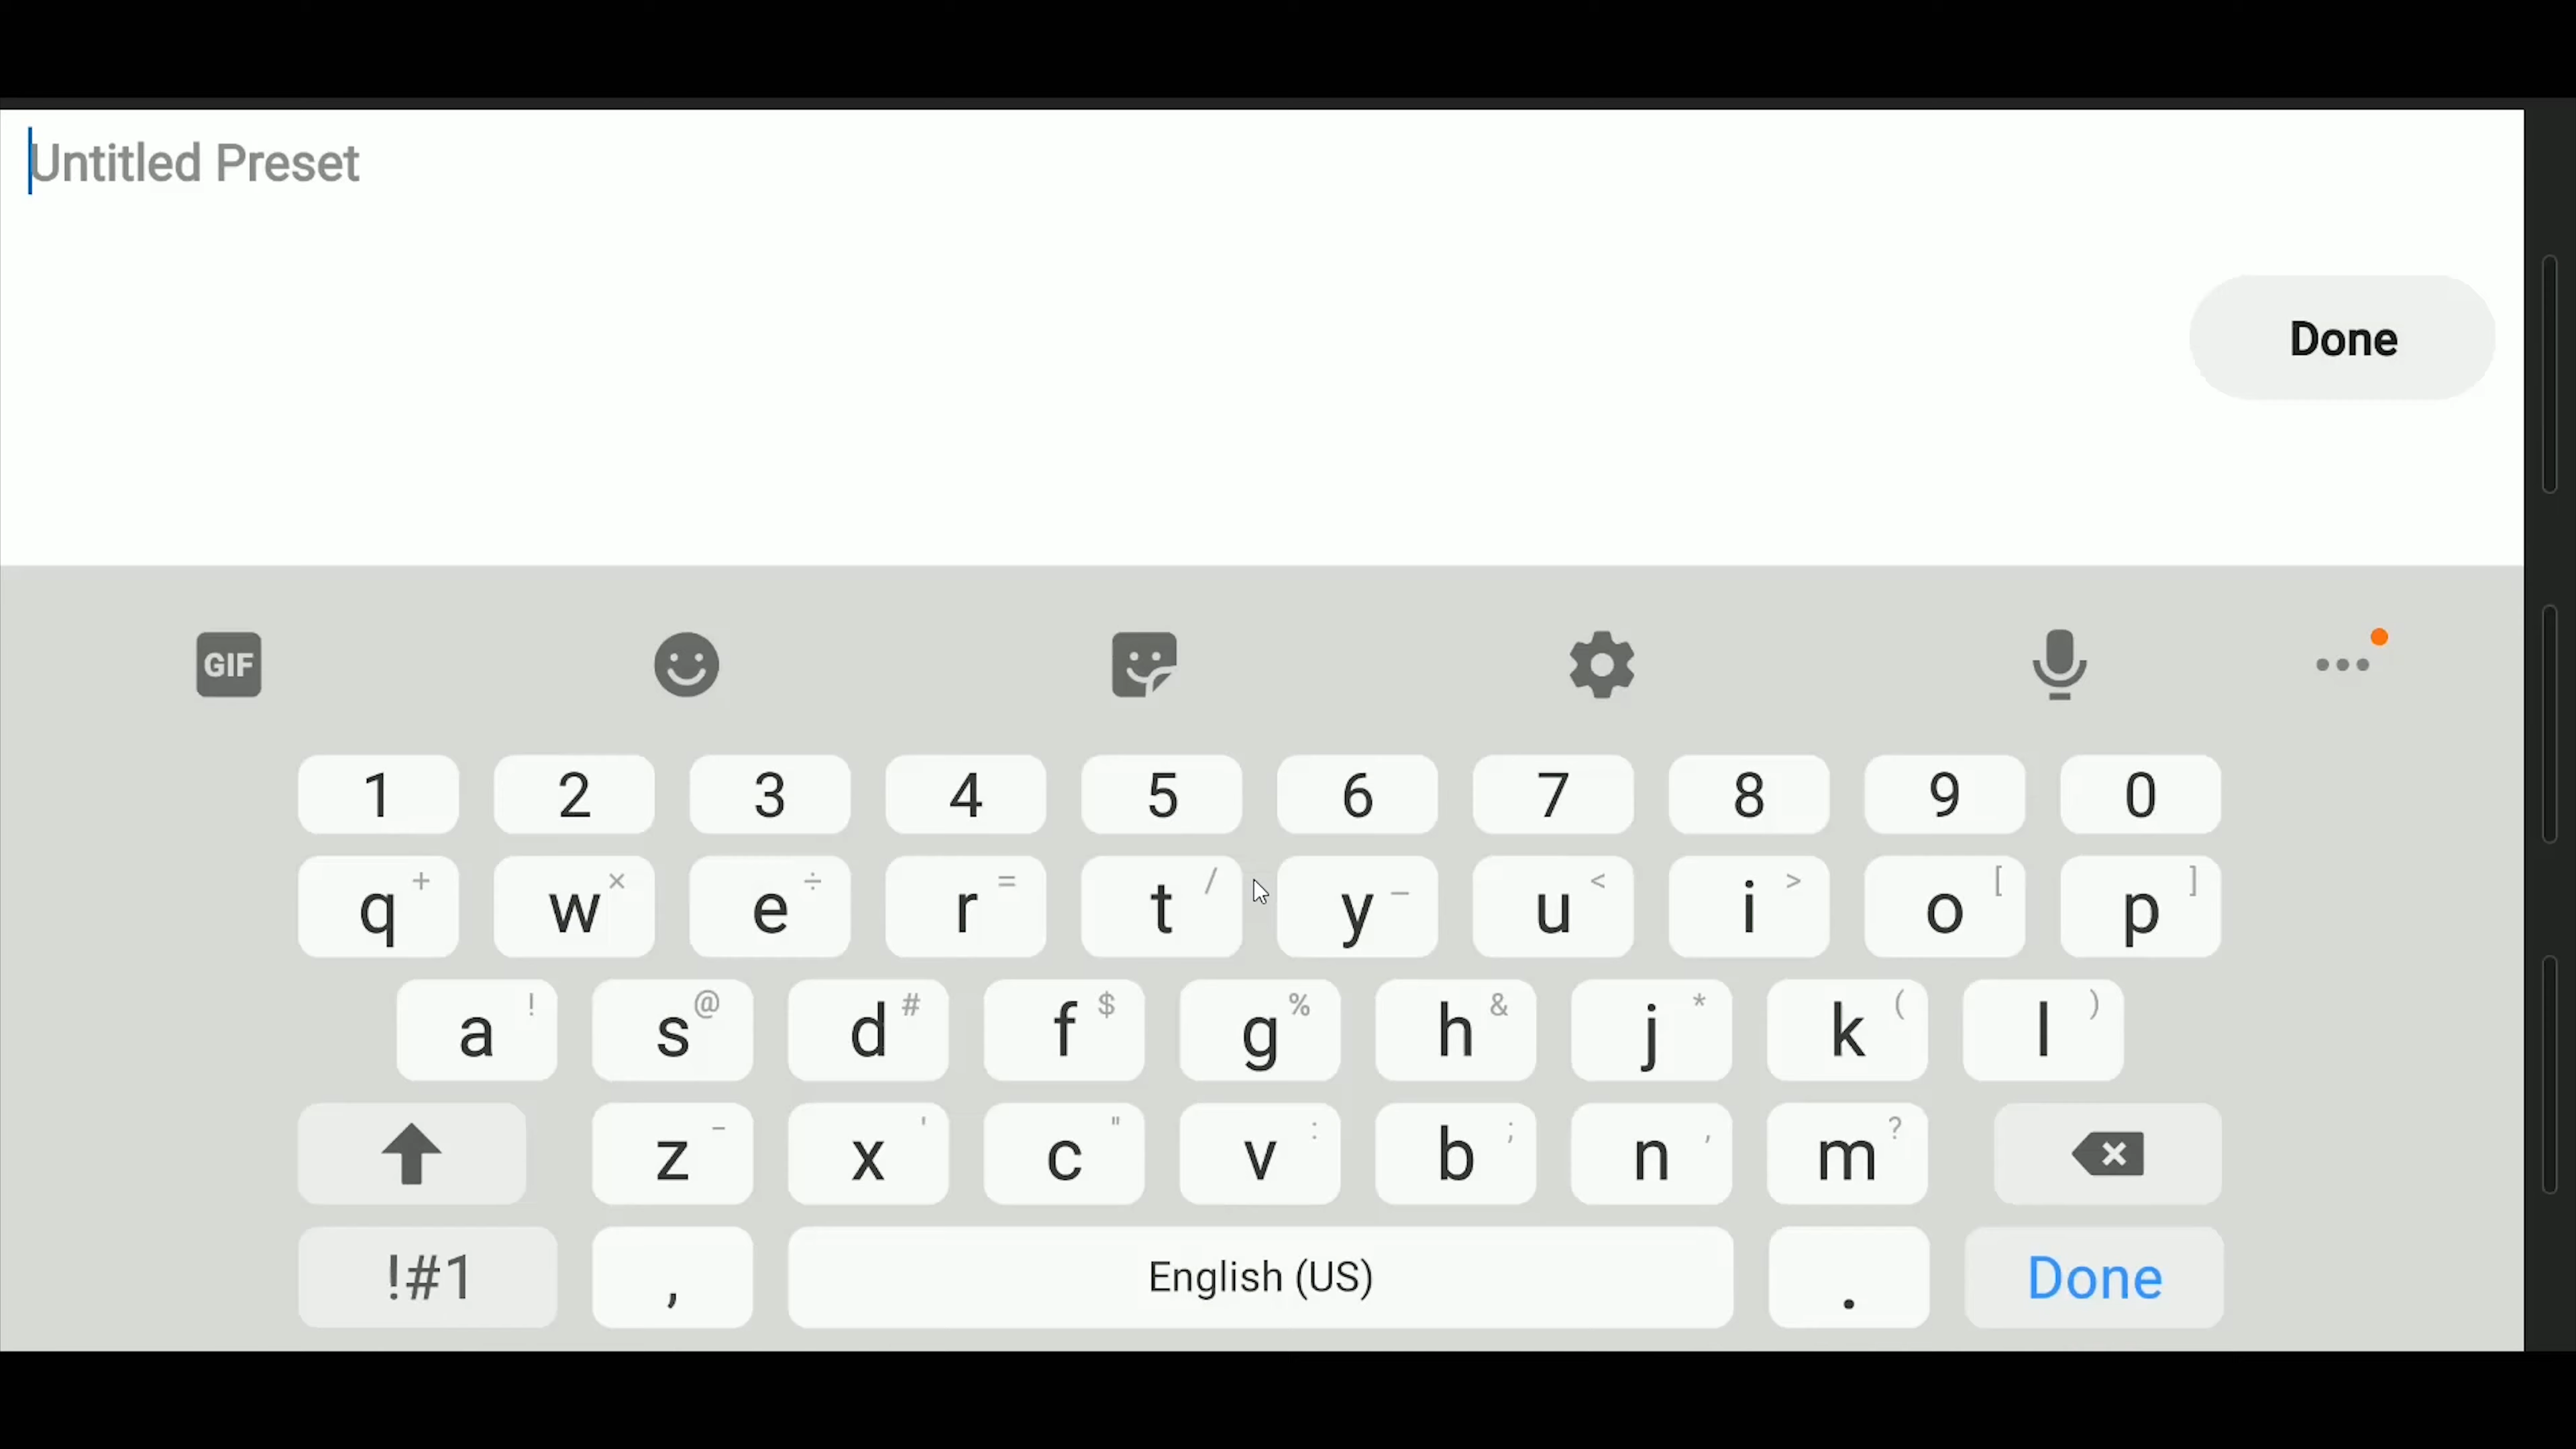 Untitled Preset
Done
GIF
1 2 3 4 5 6 7 8 9 0
q + w × e ÷ r = t / y _ u < i > o [ p ]
a ! s @ d # f $ g % h & j * k ( l )
z - x ' c " v : b ; n , m ?
!#1 , English (US) . Done